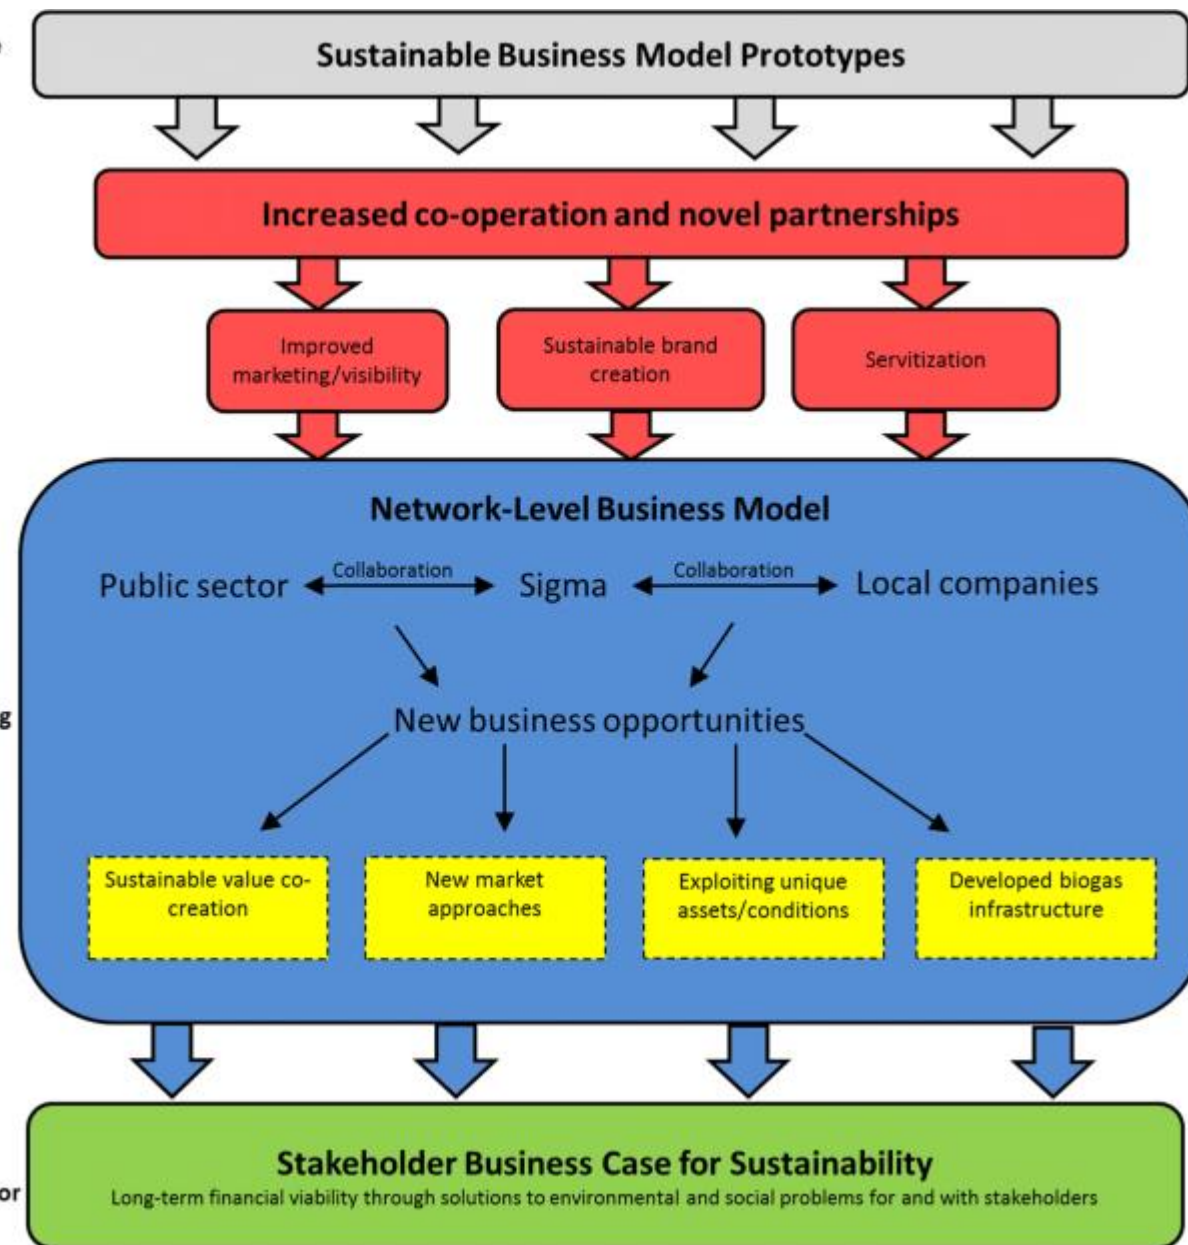 Sustainable Business Model Prototypes
Increased co-operation and novel partnerships
Improved
marketing/visibility
Sustainable brand
creation
Servitization
Network-Level Business Model
Public sector
Collaboration
Sigma
Collaboration
Local companies
New business opportunities
Sustainable value co-
creation
New market
approaches
Exploiting unique
assets/conditions
Developed biogas
infrastructure
Stakeholder Business Case for Sustainability
Long-term financial viability through solutions to environmental and social problems for and with stakeholders